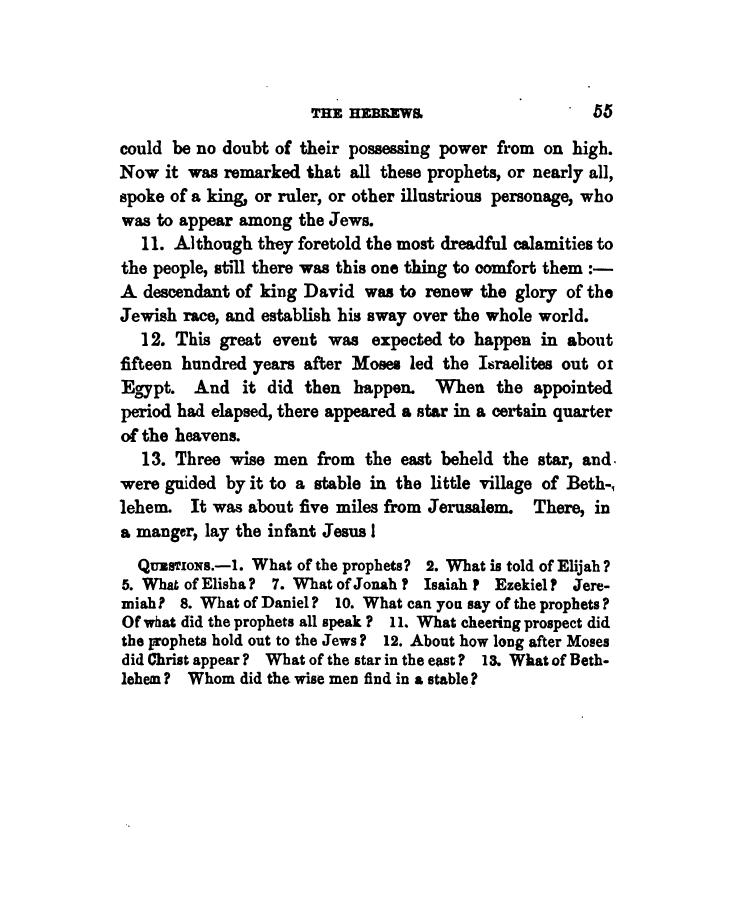 THE HEBREWS. 55
could be no doubt of their possessing power from on high.
Now it was remarked that all these prophets, or nearly all,
spoke of a king, or ruler, or other illustrious personage, who
was to appear among the Jews.
11. Although they foretold the most dreadful calamities to
the people, still there was this one thing to comfort them :—
A descendant of king David was to renew the glory of the
Jewish race, and establish his sway over the whole world.
12. This great event was expected to happen in about
fifteen hundred years after Moses led the Israelites out of
Egypt. And it did then happen. When the appointed
period had elapsed, there appeared a star in a certain quarter
of the heavens.
13. Three wise men from the east beheld the star, and
were guided by it to a stable in the little village of Beth-
lehem. It was about five miles from Jerusalem. There, in
a manger, lay the infant Jesus!
QUESTIONS.—1. What of the prophets? 2. What is told of Elijah?
5. What of Elisha? 7. What of Jonah? Isaiah? Ezekiel? Jere-
miah? 8. What of Daniel? 10. What can you say of the prophets?
Of what did the prophets all speak? 11. What cheering prospect did
the prophets hold out to the Jews? 12. About how long after Moses
did Christ appear? What of the star in the east? 13. What of Beth-
lehem? Whom did the wise men find in a stable?